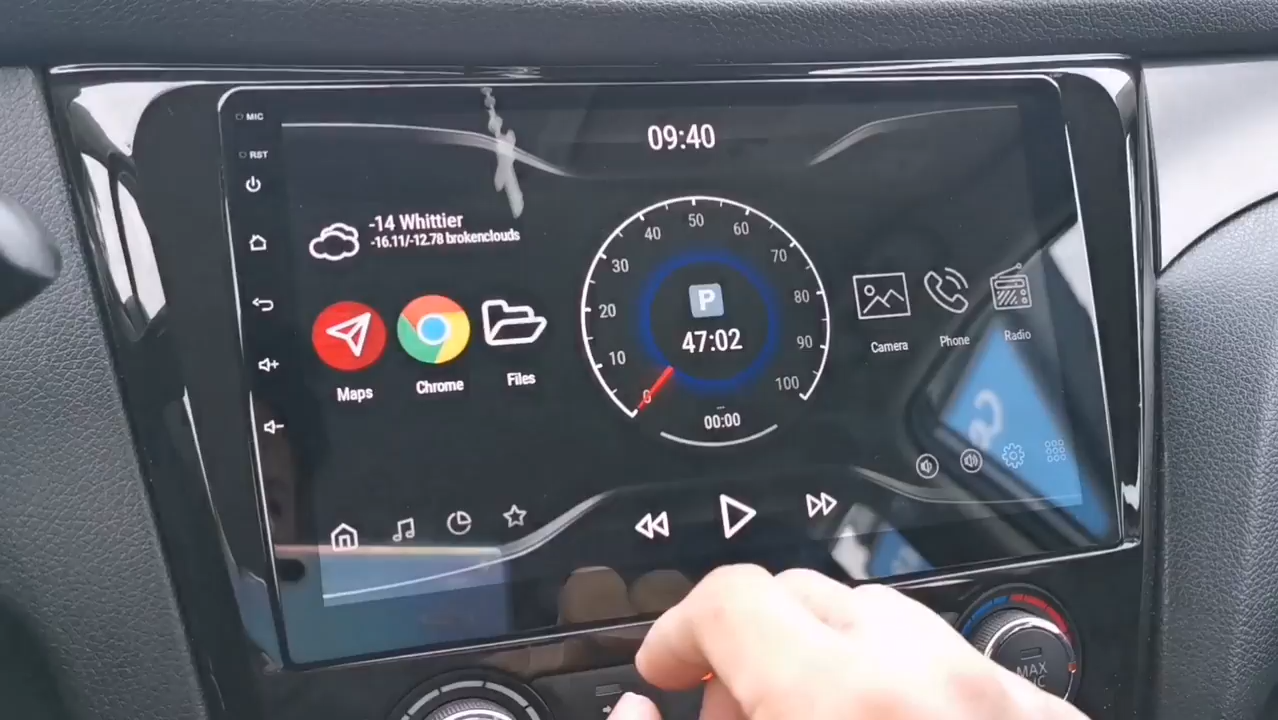 MIC
RST
09:40
-14 Whittier
-16.11/-12.78 brokenclouds
Maps
Chrome
Files
0
10
20
30
40
50
60
70
80
90
100
P
47:02
...
00:00
Camera
Phone
Radio
MAX